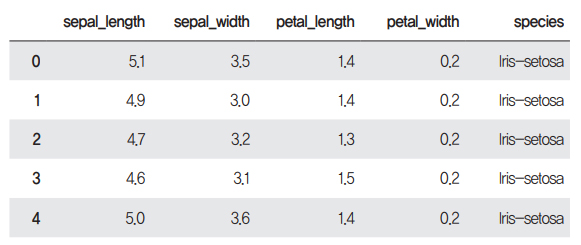 sepal_length sepal_width petal_length petal_width species
0 5.1 3.5 1.4 0.2 Iris-setosa
1 4.9 3.0 1.4 0.2 Iris-setosa
2 4.7 3.2 1.3 0.2 Iris-setosa
3 4.6 3.1 1.5 0.2 Iris-setosa
4 5.0 3.6 1.4 0.2 Iris-setosa